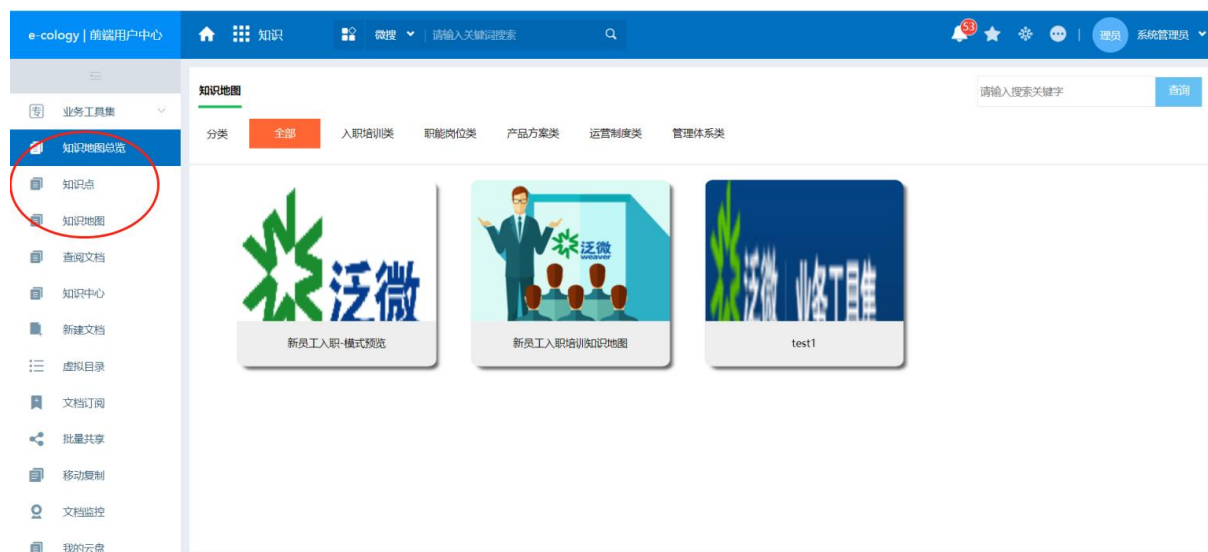 e-cology | 前端用户中心
知识
微搜
请输入关键词搜索
53
理员
系统管理员
业务工具集
知识地图总览
知识点
知识地图
查阅文档
知识中心
新建文档
虚拟目录
文档订阅
批量共享
移动复制
文档监控
我的云盘
知识地图
请输入搜索关键字
查询
分类 全部 入职培训类 职能岗位类 产品方案类 运营制度类 管理体系类
泛微
新员工入职-模式预览
泛微
weaver
新员工入职培训知识地图
泛微 业务工具集
test1